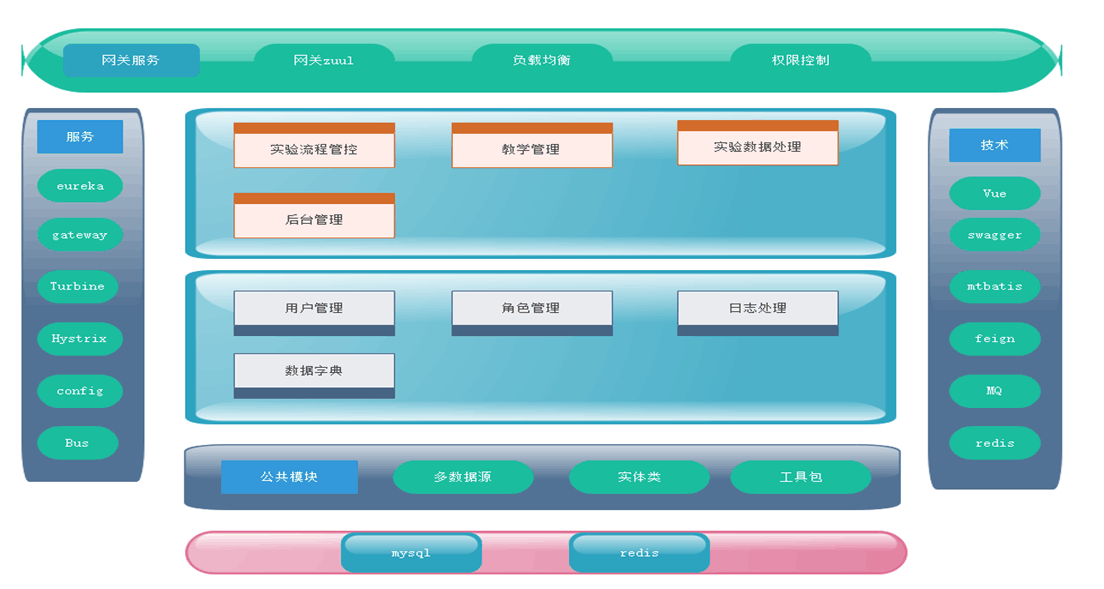 网关服务
网关zuul
负载均衡
权限控制
服务
eureka
gateway
Turbine
Hystrix
config
Bus
实验流程管控
教学管理
实验数据处理
后台管理
用户管理
角色管理
日志处理
数据字典
公共模块
多数据源
实体类
工具包
mysql
redis
技术
Vue
swagger
mtbatis
feign
MQ
redis